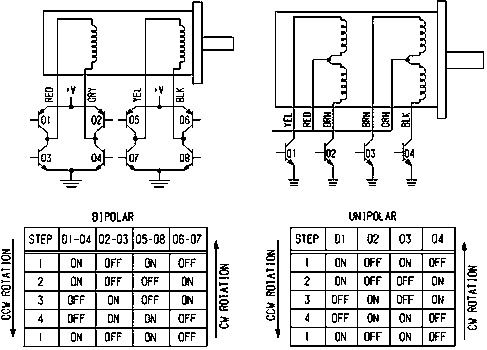 RED +V GRY YEL +V BLK
Q1 Q2 Q5 Q6
Q3 Q4 Q7 Q8
YEL RED BRN BRN ORN BLK
Q1 Q2 Q3 Q4
BIPOLAR
STEP Q1-Q4 Q2-Q3 Q5-Q8 Q6-Q7
1 ON OFF ON OFF
2 ON OFF OFF ON
3 OFF ON OFF ON
4 OFF ON ON OFF
1 ON OFF ON OFF
CCW ROTATION
CW ROTATION
UNIPOLAR
STEP Q1 Q2 Q3 Q4
1 ON OFF ON OFF
2 ON OFF OFF ON
3 OFF ON OFF ON
4 OFF ON ON OFF
1 ON OFF ON OFF
CCW ROTATION
CW ROTATION